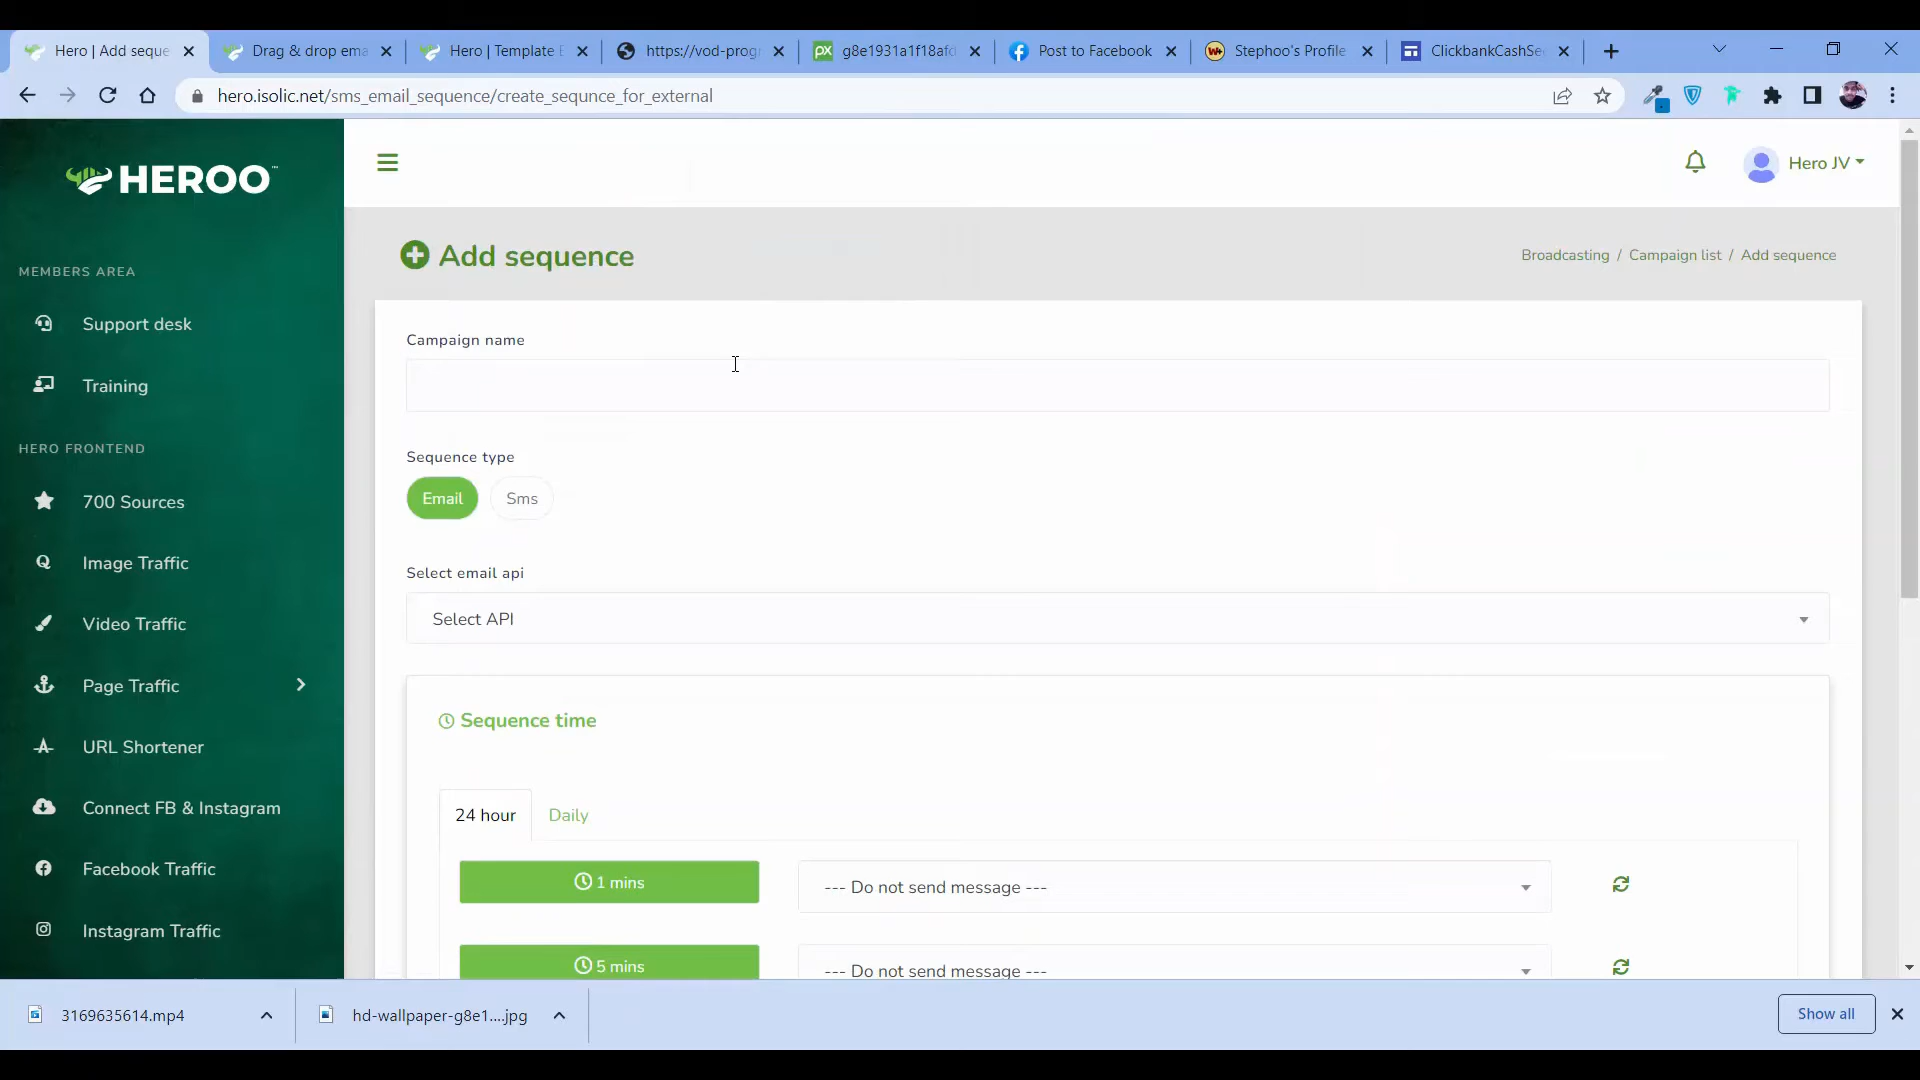 Hero | Add seque
Drag & drop ema
Hero | Template E
https://vod-prog
px
g8e1931a1f18afd
Post to Facebook
Stephoo's Profile
ClickbankCashSe
hero.isolic.net/sms_email_sequence/create_sequnce_for_external
HEROO™
Hero JV
Add sequence
Broadcasting / Campaign list / Add sequence
MEMBERS AREA
Support desk
Training
HERO FRONTEND
700 Sources
Image Traffic
Video Traffic
Page Traffic
URL Shortener
Connect FB & Instagram
Facebook Traffic
Instagram Traffic
Campaign name
Sequence type
Email
Sms
Select email api
Select API
Sequence time
24 hour
Daily
1 mins
--- Do not send message ---
5 mins
--- Do not send message ---
3169635614.mp4
hd-wallpaper-g8e1....jpg
Show all